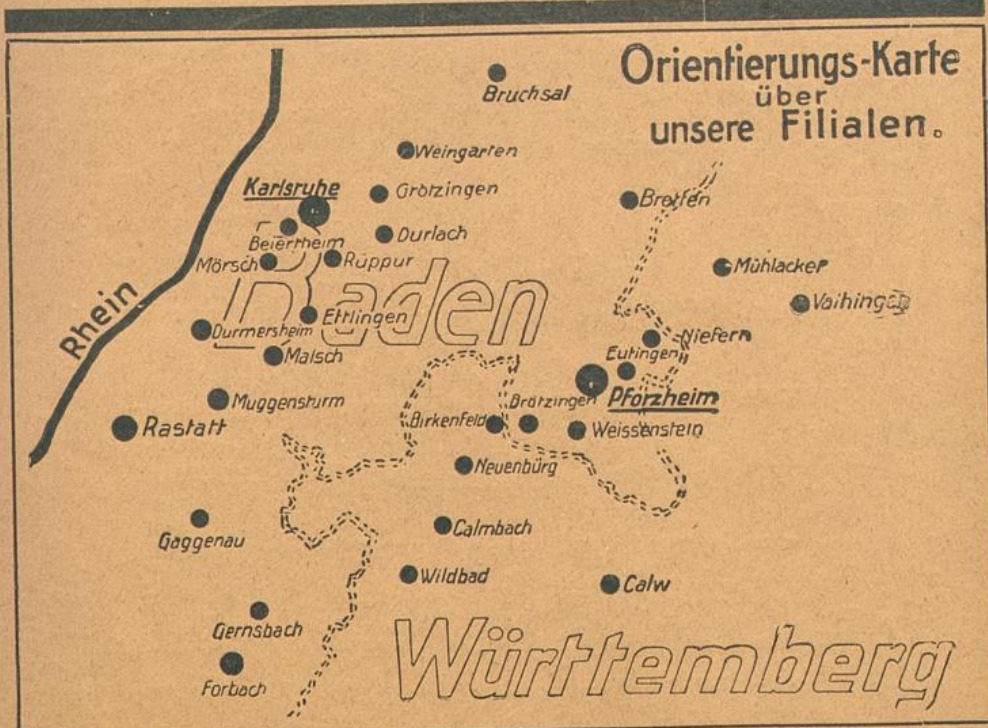 Orientierungs-Karte
über
unsere Filialen.
Bruchsal
Weingarten
Karlsruhe
Grötzingen
Bretten
Beiertheim
Durlach
Mörsch
Rüppur
Mühlacker
Baden
Vaihingen
Rhein
Ettlingen
Durmersheim
Niefern
Malsch
Eutingen
Muggensturm
Brötzingen
Pforzheim
Rastatt
Birkenfeld
Weissenstein
Neuenbürg
Gaggenau
Calmbach
Wildbad
Calw
Gernsbach
Württemberg
Forbach